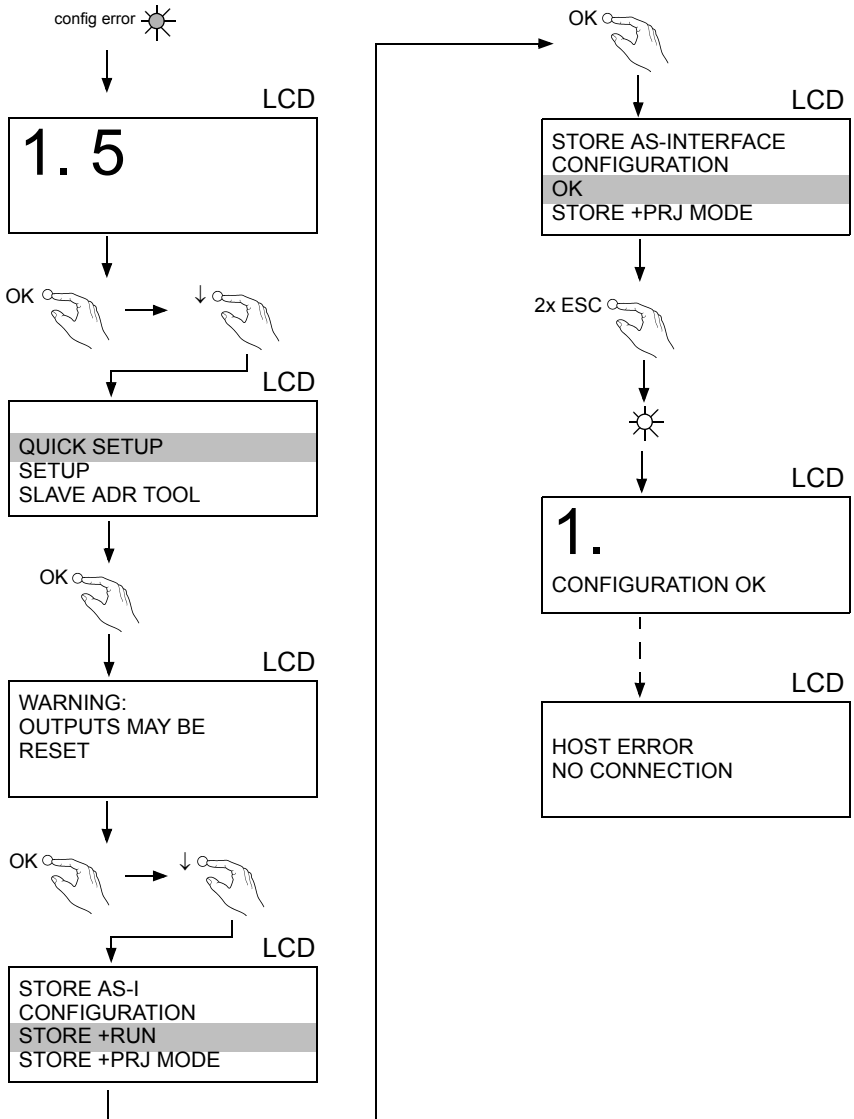 config error
LCD
1. 5
OK
↓
LCD
QUICK SETUP
SETUP
SLAVE ADR TOOL
OK
LCD
WARNING:
OUTPUTS MAY BE
RESET
OK
↓
LCD
STORE AS-I
CONFIGURATION
STORE +RUN
STORE +PRJ MODE
OK
LCD
STORE AS-INTERFACE
CONFIGURATION
OK
STORE +PRJ MODE
2x ESC
LCD
1.
CONFIGURATION OK
LCD
HOST ERROR
NO CONNECTION